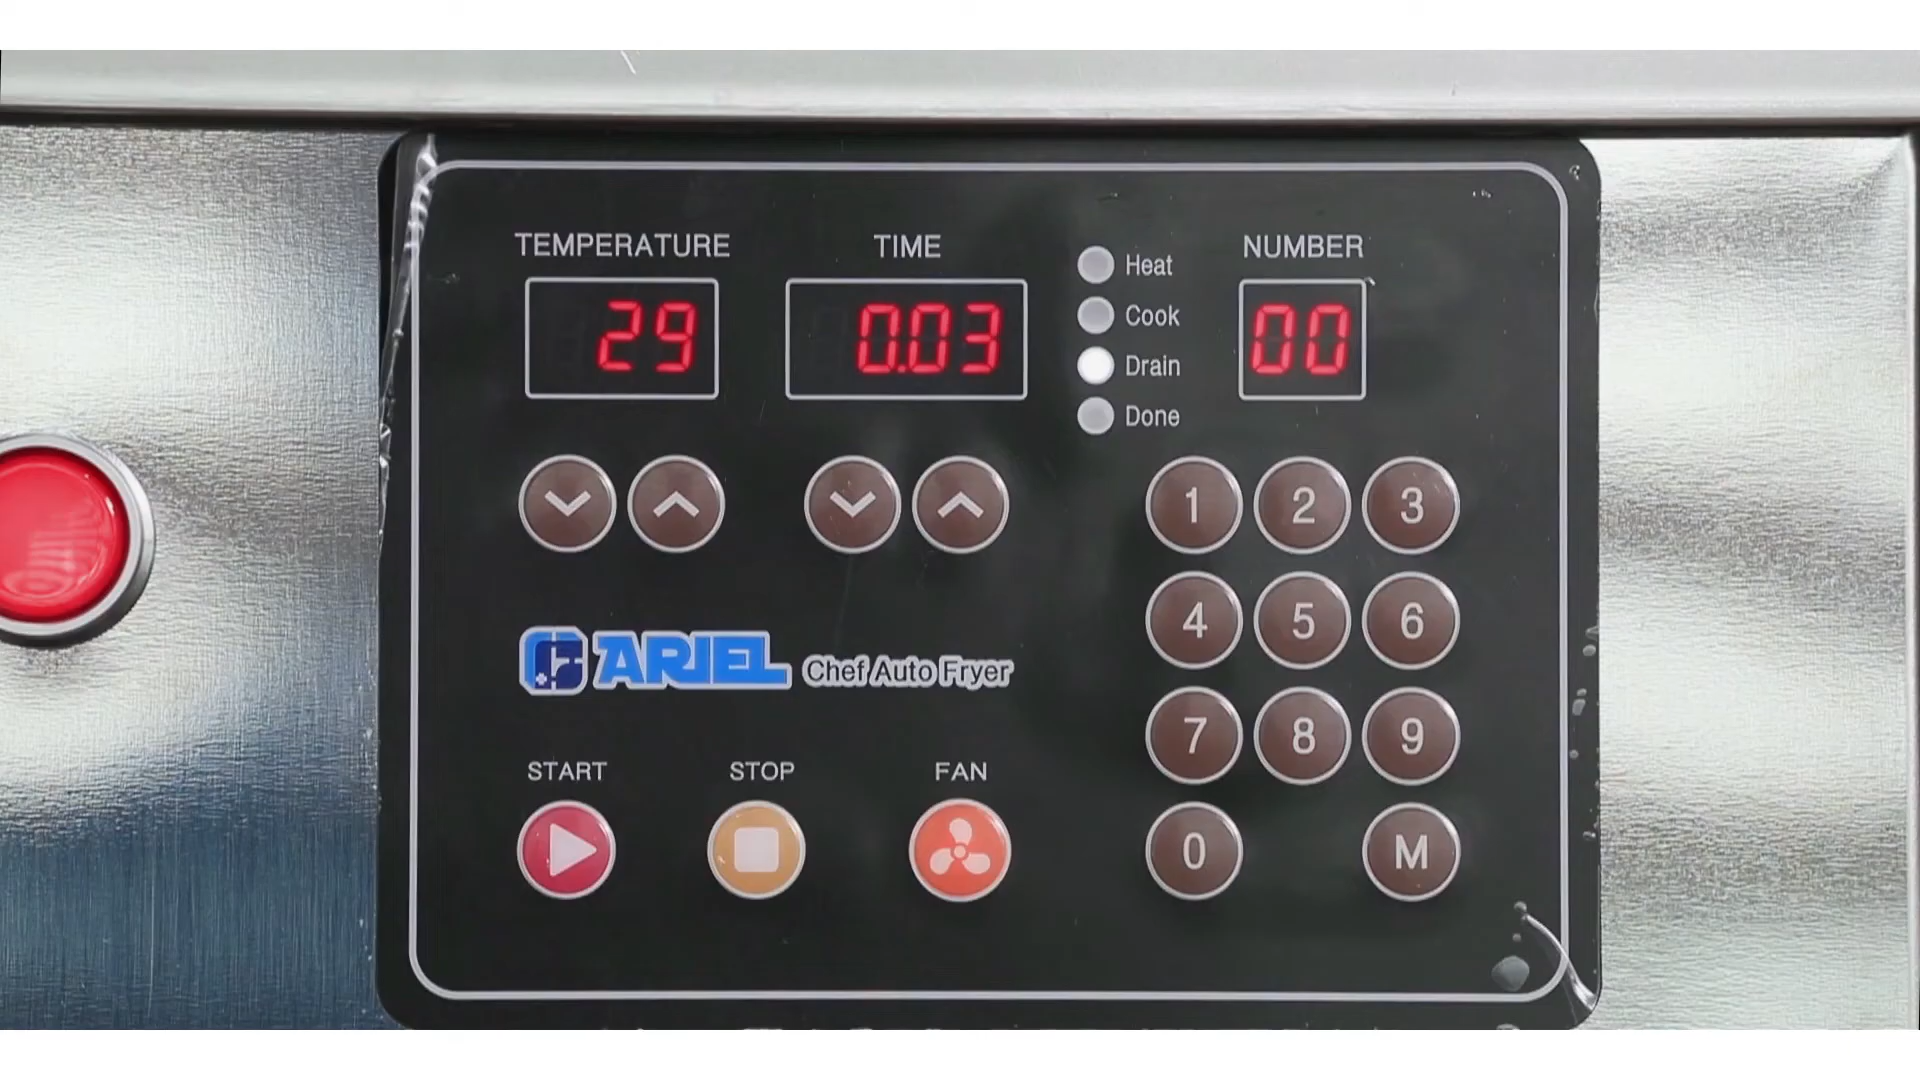 TEMPERATURE TIME NUMBER
29 0.03 00
Heat
Cook
Drain
Done
1 2 3
4 5 6
7 8 9
0 M
ARIEL Chef Auto Fryer
START STOP FAN